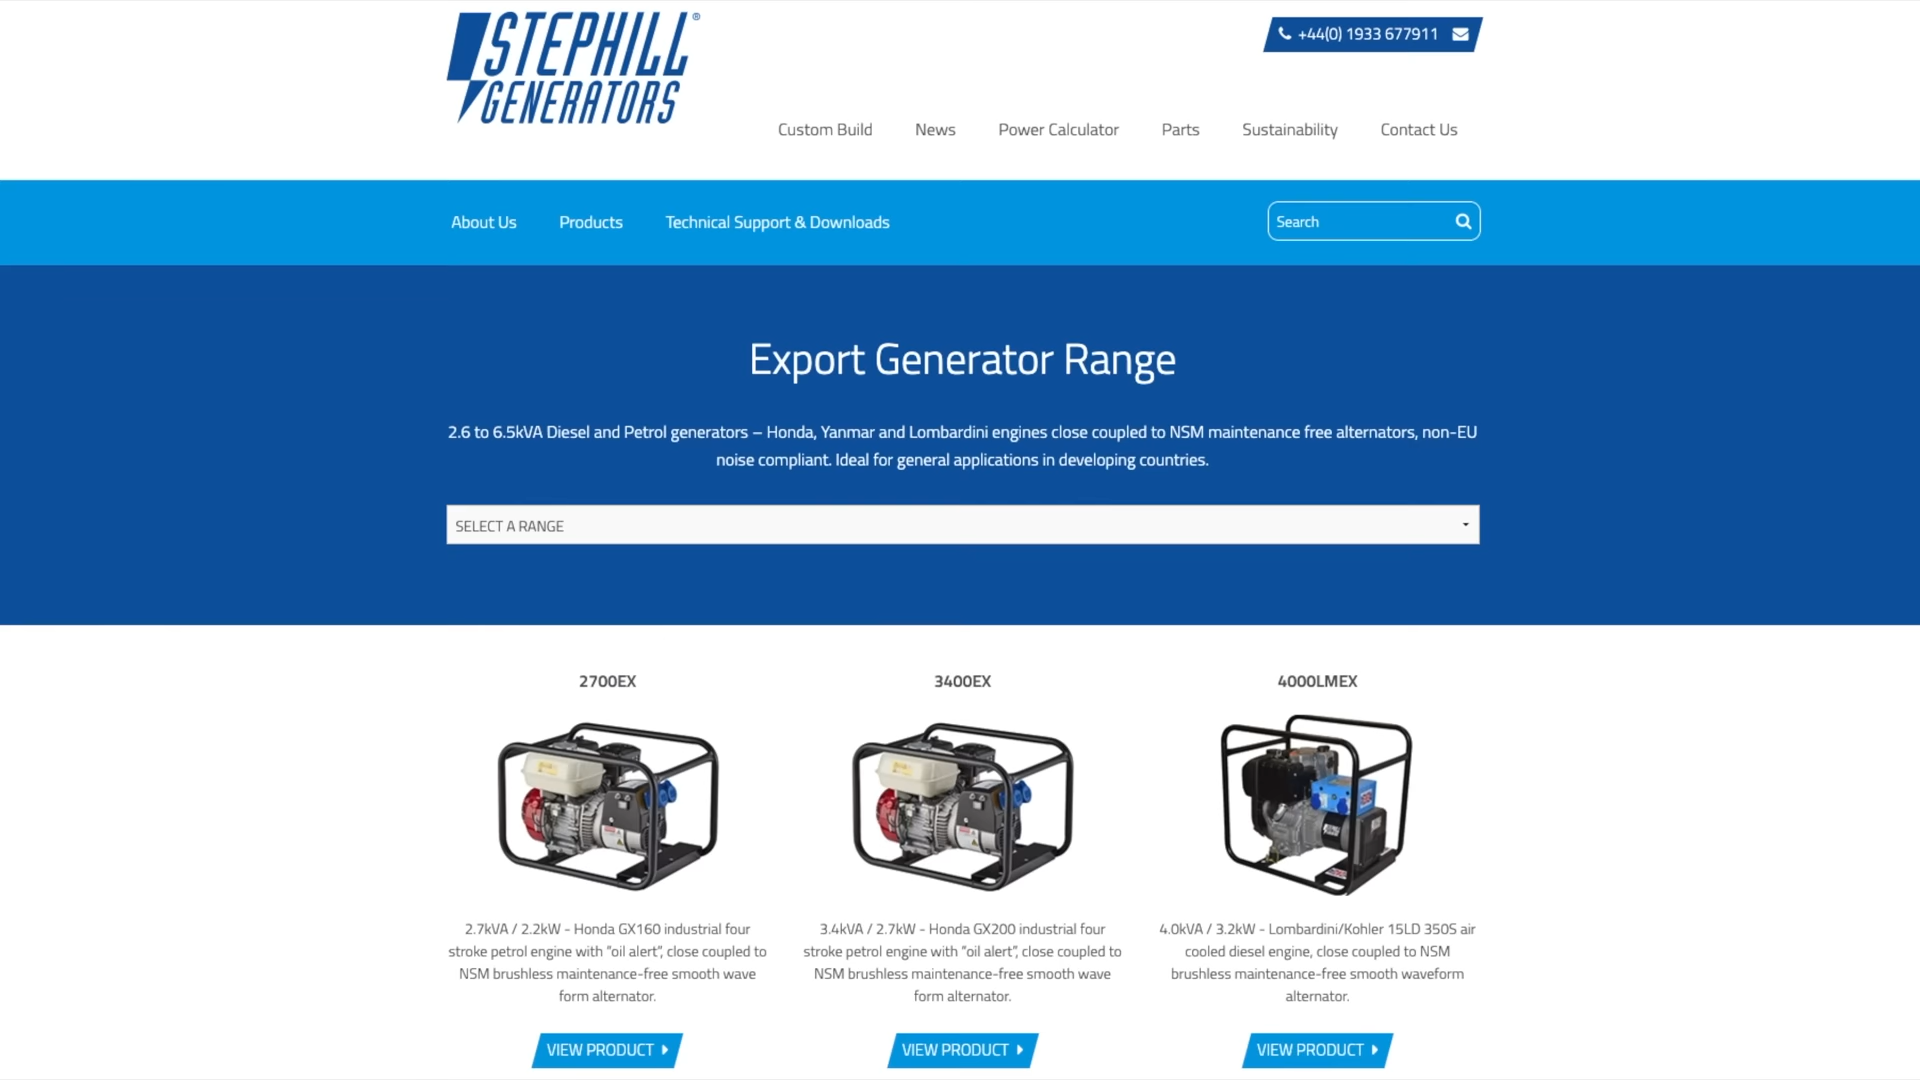 STEPHILL®
GENERATORS
+44(0) 1933 677911
Custom Build News Power Calculator Parts Sustainability Contact Us
About Us Products Technical Support & Downloads Search
Export Generator Range
2.6 to 6.5kVA Diesel and Petrol generators – Honda, Yanmar and Lombardini engines close coupled to NSM maintenance free alternators, non-EU
noise compliant. Ideal for general applications in developing countries.
SELECT A RANGE
2700EX
3400EX
4000LMEX
2.7kVA / 2.2kW - Honda GX160 industrial four
stroke petrol engine with “oil alert”, close coupled to
NSM brushless maintenance-free smooth wave
form alternator.
3.4kVA / 2.7kW - Honda GX200 industrial four
stroke petrol engine with “oil alert”, close coupled to
NSM brushless maintenance-free smooth wave
form alternator.
4.0kVA / 3.2kW - Lombardini/Kohler 15LD 350S air
cooled diesel engine, close coupled to NSM
brushless maintenance-free smooth waveform
alternator.
VIEW PRODUCT
VIEW PRODUCT
VIEW PRODUCT